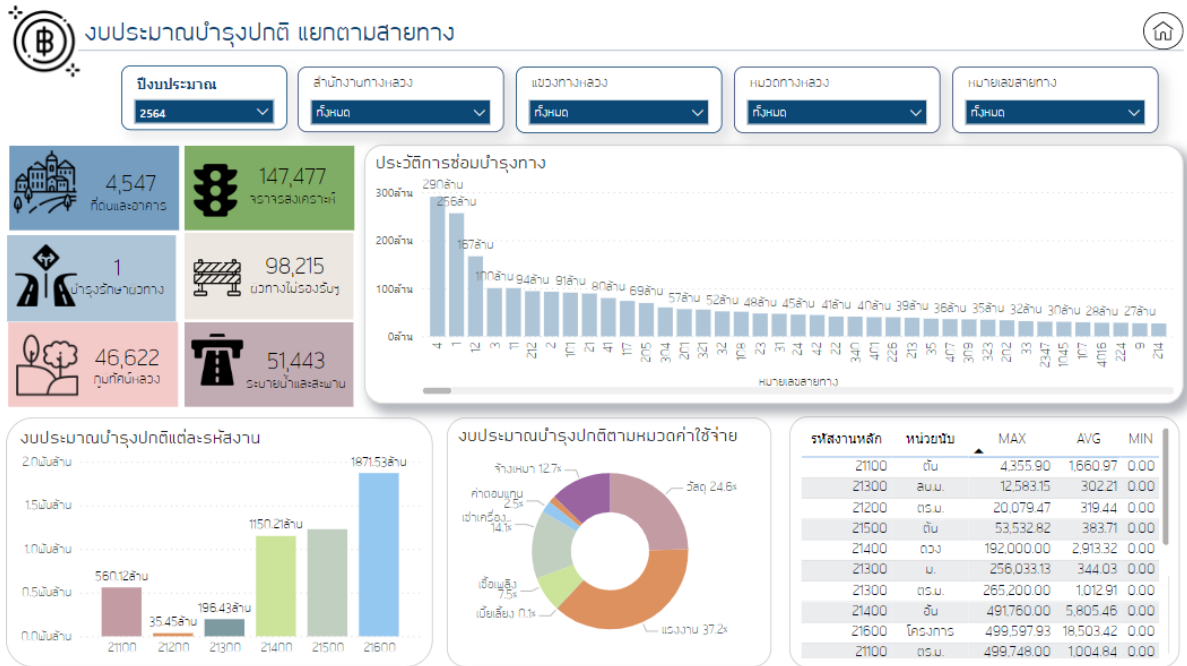 งบประมาณบำรุงปกติ แยกตามสายทาง
ปีงบประมาณ
2564
สำนักงานทางหลวง
ทั้งหมด
แขวงทางหลวง
ทั้งหมด
หมวดทางหลวง
ทั้งหมด
หมายเลขสายทาง
ทั้งหมด
4,547
ที่ดินและอาคาร
147,477
จราจรสงเคราะห์
1
บำรุงรักษาผิวทาง
98,215
ผิวทางไม่รองรับๆ
46,622
ภูมิทัศน์หลวง
51,443
ระบายน้ำและสะพาน
ประวัติการซ่อมบำรุงทาง
300ล้าน
200ล้าน
100ล้าน
0ล้าน
290ล้าน 256ล้าน 167ล้าน 100ล้าน 94ล้าน 91ล้าน 80ล้าน 69ล้าน 57ล้าน 52ล้าน 48ล้าน 45ล้าน 41ล้าน 40ล้าน 39ล้าน 36ล้าน 35ล้าน 32ล้าน 30ล้าน 28ล้าน 27ล้าน
4 1 12 3 11 212 2 101 21 41 117 205 304 201 321 32 108 23 31 24 42 22 340 401 226 213 35 407 309 323 202 33 2347 1045 107 4016 224 9 214
หมายเลขสายทาง
งบประมาณบำรุงปกติแต่ละรหัสงาน
2.0พันล้าน
1.5พันล้าน
1.0พันล้าน
0.5พันล้าน
0.0พันล้าน
560.12ล้าน
35.45ล้าน
196.43ล้าน
1150.21ล้าน
1871.53ล้าน
21100 21200 21300 21400 21500 21600
งบประมาณบำรุงปกติตามหมวดค่าใช้จ่าย
จ้างเหมา 12.7%
ค่าตอบแทน
2.5%
เช่าเครื่อง...
14.1%
เชื้อเพลิง
7.5%
เบี้ยเลี้ยง 0.1%
วัสดุ 24.6%
แรงงาน 37.2%
รหัสงานหลัก หน่วยนับ MAX AVG MIN
21100 ตัน 4,355.90 1,660.97 0.00
21300 ลบ.ม. 12,583.15 302.21 0.00
21200 ตร.ม. 20,079.47 319.44 0.00
21500 ตัน 53,532.82 383.71 0.00
21400 ดวง 192,000.00 2,913.32 0.00
21300 ม. 256,033.13 344.03 0.00
21300 ตร.ม. 265,200.00 1,012.91 0.00
21400 อัน 491,760.00 5,805.46 0.00
21600 โครงการ 499,597.93 18,503.42 0.00
21100 ตร.ม. 499,748.00 1,004.84 0.00